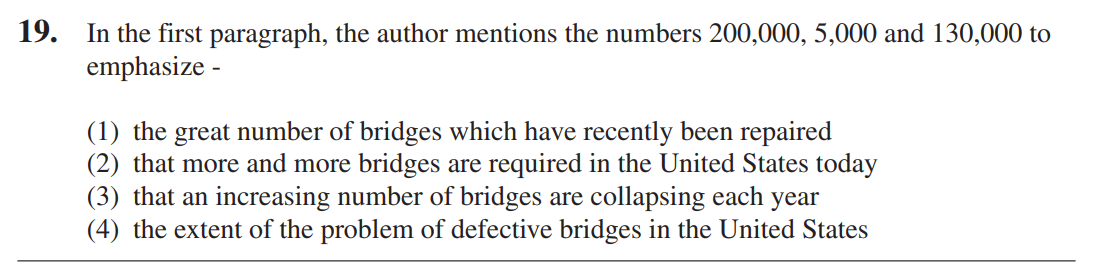 19. In the first paragraph, the author mentions the numbers 200,000, 5,000 and 130,000 to
emphasize -
(1) the great number of bridges which have recently been repaired
(2) that more and more bridges are required in the United States today
(3) that an increasing number of bridges are collapsing each year
(4) the extent of the problem of defective bridges in the United States